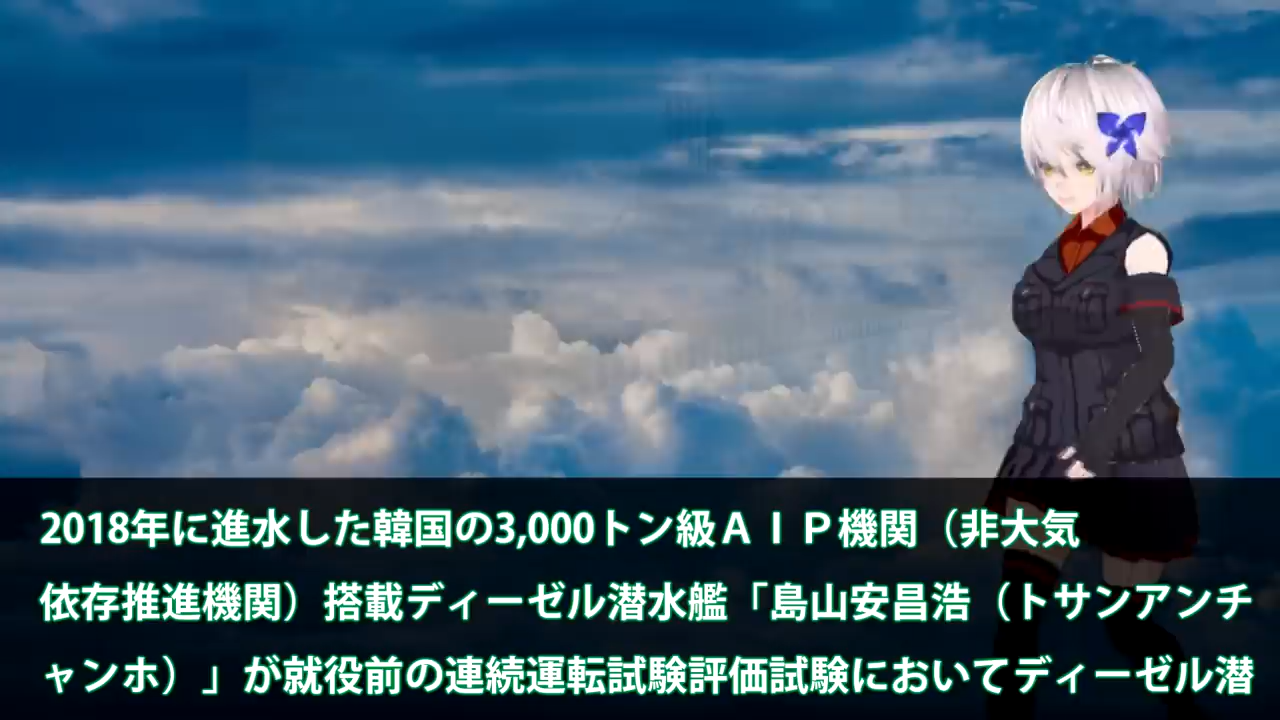 2018年に進水した韓国の3,000トン級ＡＩＰ機関（非大気
依存推進機関）搭載ディーゼル潜水艦「島山安昌浩（トサンアンチ
ャンホ）」が就役前の連続運転試験評価試験においてディーゼル潜